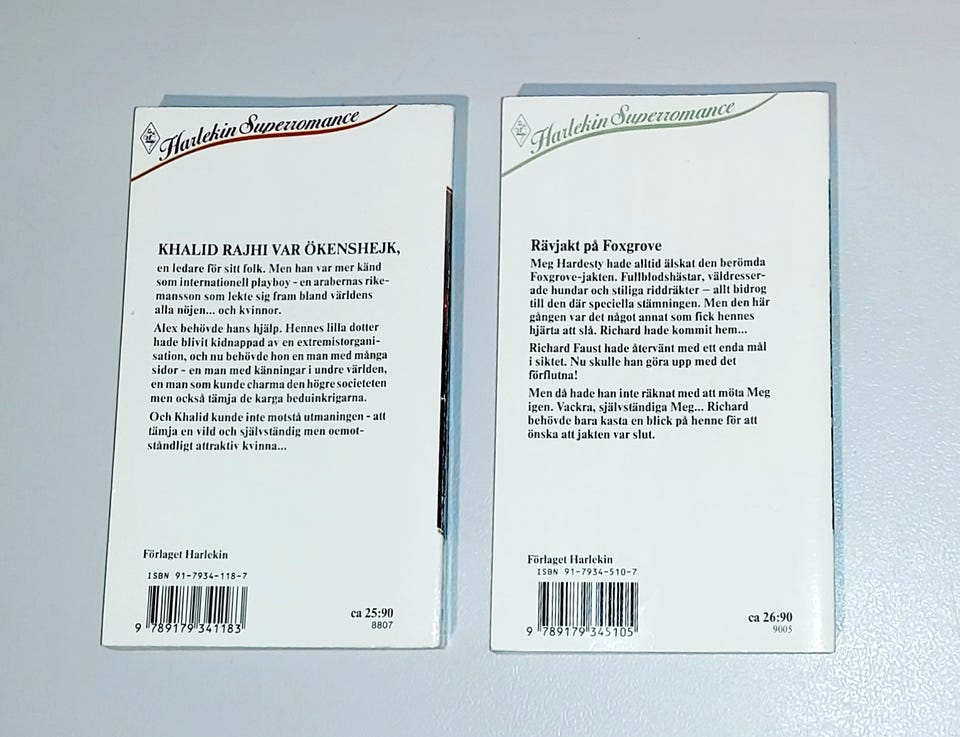 Harlekin Superromance
KHALID RAJHI VAR ÖKENSHEJK,
en ledare för sitt folk. Men han var mer känd
som internationell playboy - en arabernas rike-
mansson som lekte sig fram bland världens
alla nöjen... och kvinnor.
Alex behövde hans hjälp. Hennes lilla dotter
hade blivit kidnappad av en extremistorgani-
sation, och nu behövde hon en man med många
sidor - en man med känningar i undre världen,
en man som kunde charma den högre societeten
men också tämja de karga beduinkrigarna.
Och Khalid kunde inte motstå utmaningen - att
tämja en vild och självständig men oemot-
ståndligt attraktiv kvinna...
Förlaget Harlekin
ISBN 91-7934-118-7
9 789179 341183
ca 25:90
8807
Harlekin Superromance
Rävjakt på Foxgrove
Meg Hardesty hade alltid älskat den berömda
Foxgrove-jakten. Fullblodshästar, väldresser-
ade hundar och stiliga riddräkter – allt bidrog
till den där speciella stämningen. Men den här
gången var det något annat som fick hennes
hjärta att slå. Richard hade kommit hem...
Richard Faust hade återvänt med ett enda mål
i siktet. Nu skulle han göra upp med det
förflutna!
Men då hade han inte räknat med att möta Meg
igen. Vackra, självständiga Meg... Richard
behövde bara kasta en blick på henne för att
önska att jakten var slut.
Förlaget Harlekin
ISBN 91-7934-510-7
9 789179 345105
ca 26:90
9005